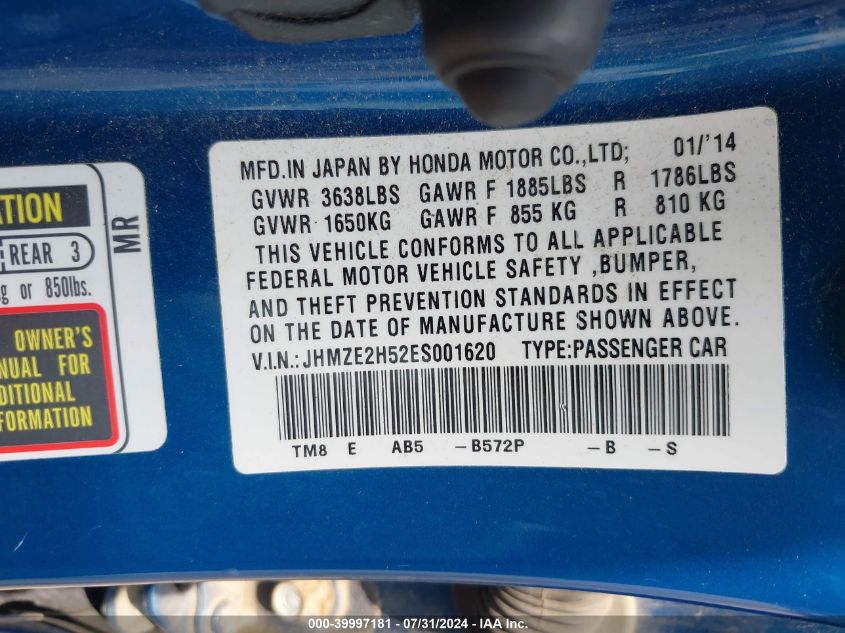 ATION
REAR 3
g or 850lbs.
OWNER'S
NUAL FOR
DITIONAL
FORMATION
MR
MFD.IN JAPAN BY HONDA MOTOR CO.,LTD; 01/'14
GVWR 3638LBS GAWR F 1885LBS R 1786LBS
GVWR 1650KG GAWR F 855 KG R 810 KG
THIS VEHICLE CONFORMS TO ALL APPLICABLE
FEDERAL MOTOR VEHICLE SAFETY ,BUMPER,
AND THEFT PREVENTION STANDARDS IN EFFECT
ON THE DATE OF MANUFACTURE SHOWN ABOVE.
V.I.N.: JHMZE2H52ES001620 TYPE:PASSENGER CAR
TM8 E AB5 -B572P -B -S
000-39997181 - 07/31/2024 - IAA, Inc.